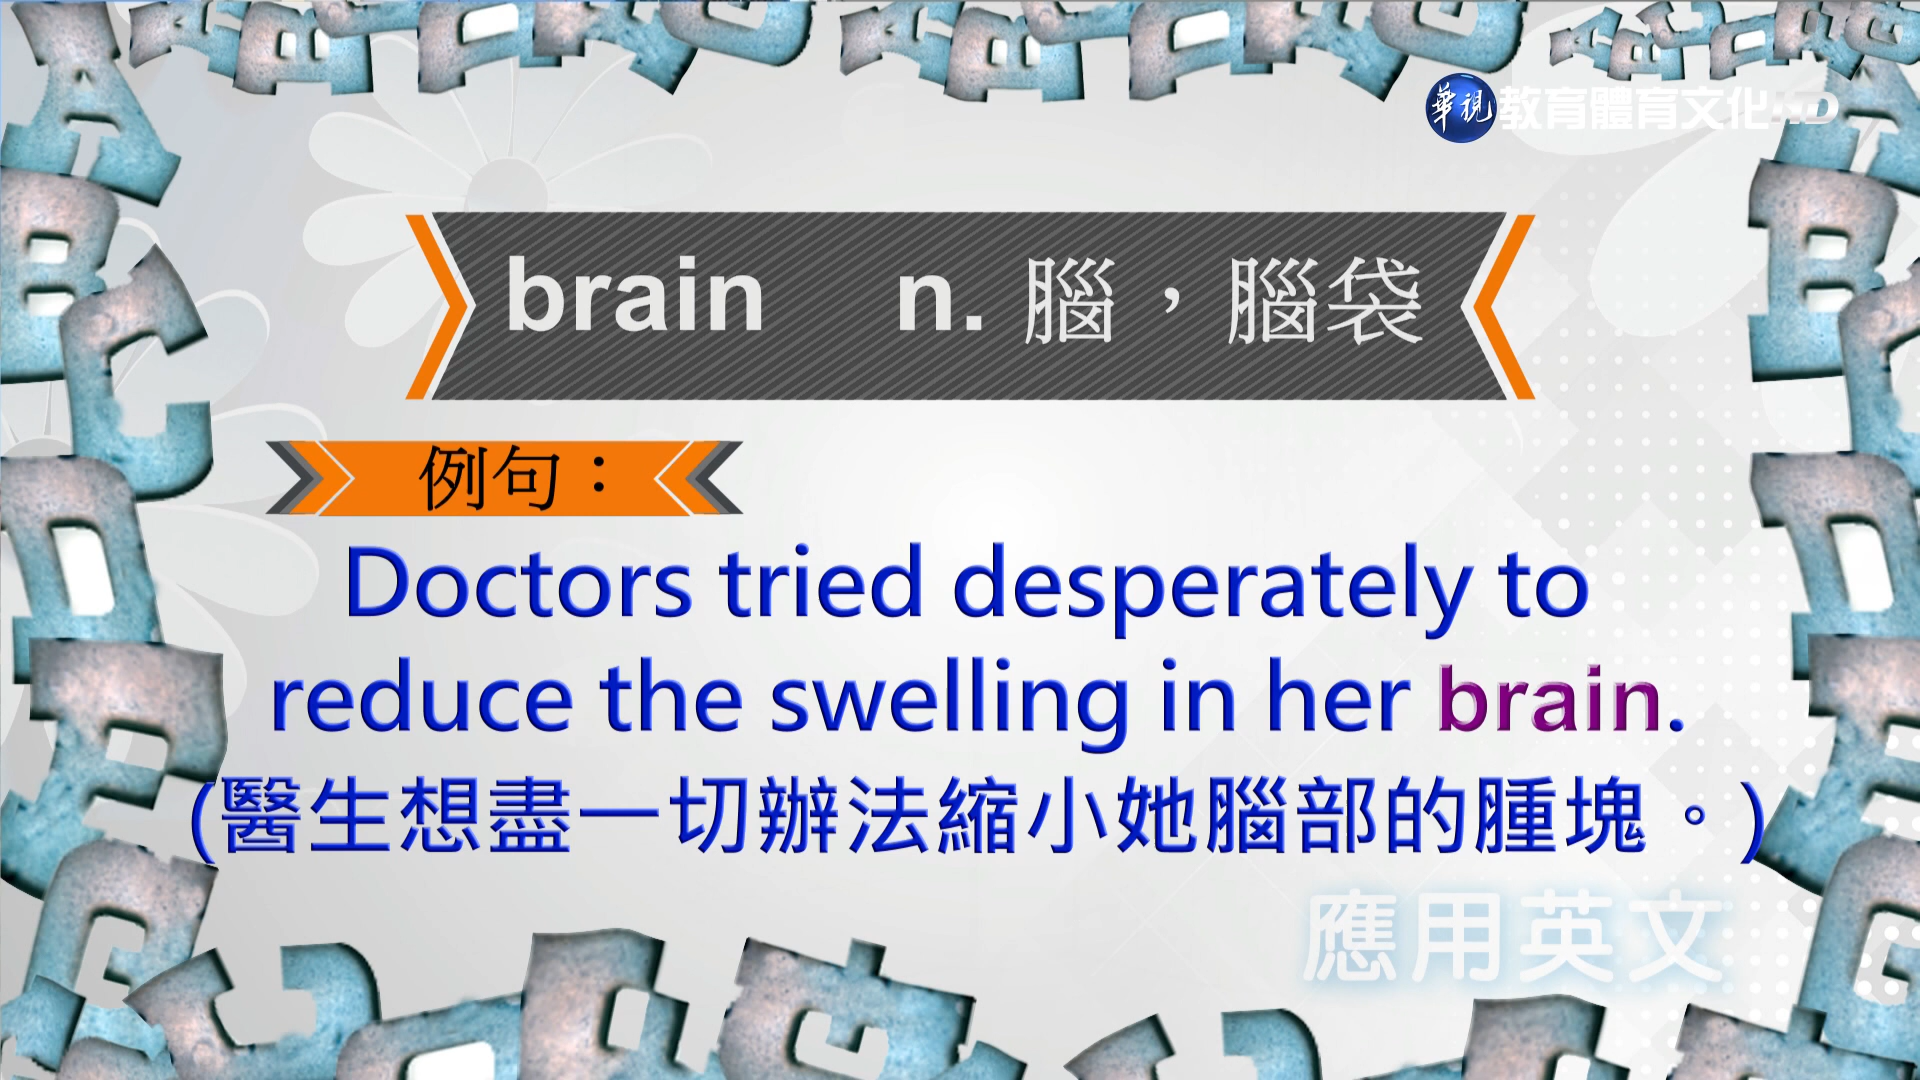 華視 教育體育文化HD
brain n. 腦，腦袋
例句：
Doctors tried desperately to
reduce the swelling in her brain.
(醫生想盡一切辦法縮小她腦部的腫塊。)
應用英文